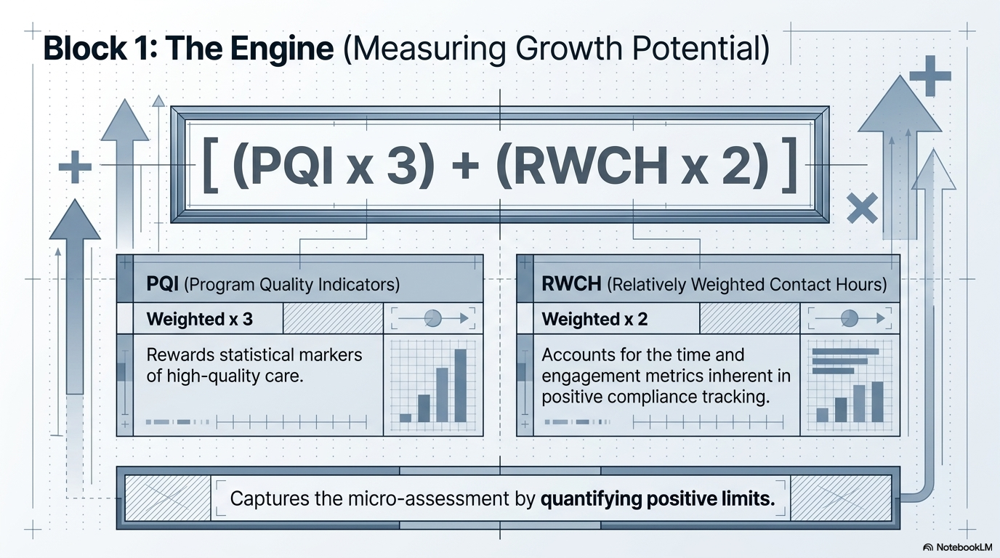 Block 1: The Engine (Measuring Growth Potential)
[ (PQI x 3) + (RWCH x 2) ]
PQI (Program Quality Indicators)
Weighted x 3
Rewards statistical markers
of high-quality care.
RWCH (Relatively Weighted Contact Hours)
Weighted x 2
Accounts for the time and
engagement metrics inherent in
positive compliance tracking.
Captures the micro-assessment by quantifying positive limits.
NotebookLM